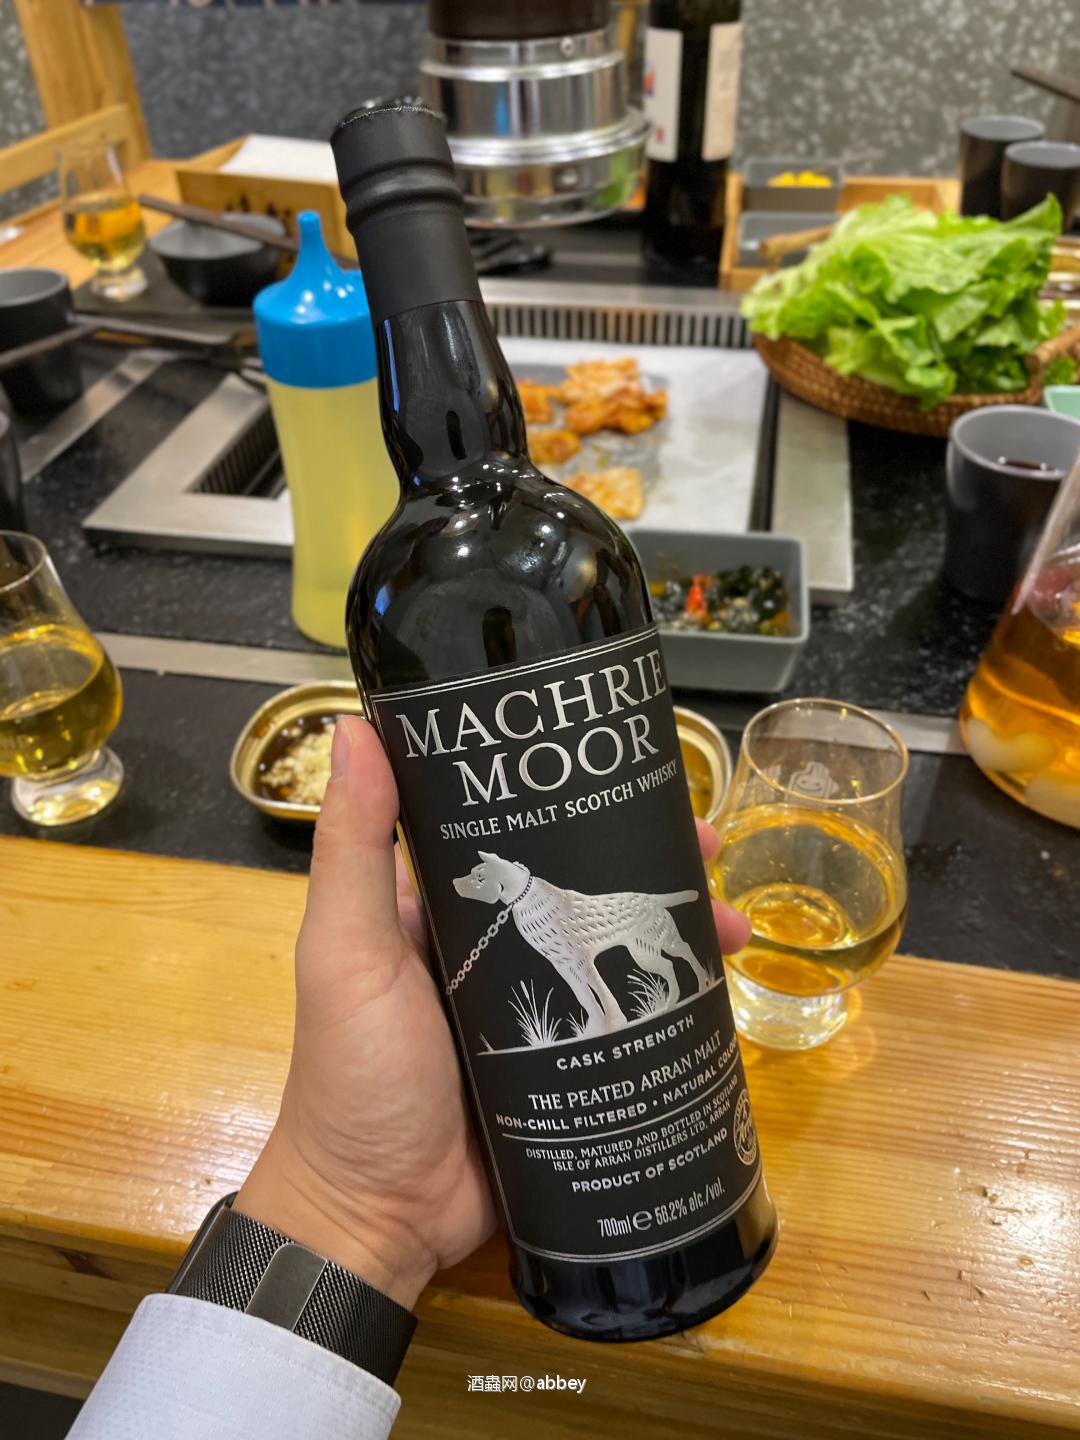 MACHRIE
MOOR
SINGLE MALT SCOTCH WHISKY
CASK STRENGTH
THE PEATED ARRAN MALT
NON-CHILL FILTERED • NATURAL COLOUR
DISTILLED, MATURED AND BOTTLED IN SCOTLAND
ISLE OF ARRAN DISTILLERS LTD. ARRAN
PRODUCT OF SCOTLAND
700ml e 56.2% alc./vol.
酒蟲网@abbey